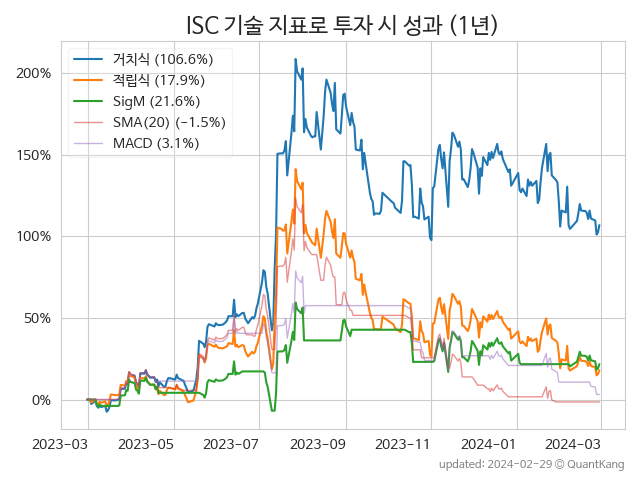 ISC 기술 지표로 투자 시 성과 (1년)
거치식 (106.6%)
적립식 (17.9%)
SigM (21.6%)
SMA(20) (-1.5%)
MACD (3.1%)
200%
150%
100%
50%
0%
2023-03 2023-05 2023-07 2023-09 2023-11 2024-01 2024-03
updated: 2024-02-29 © QuantKang